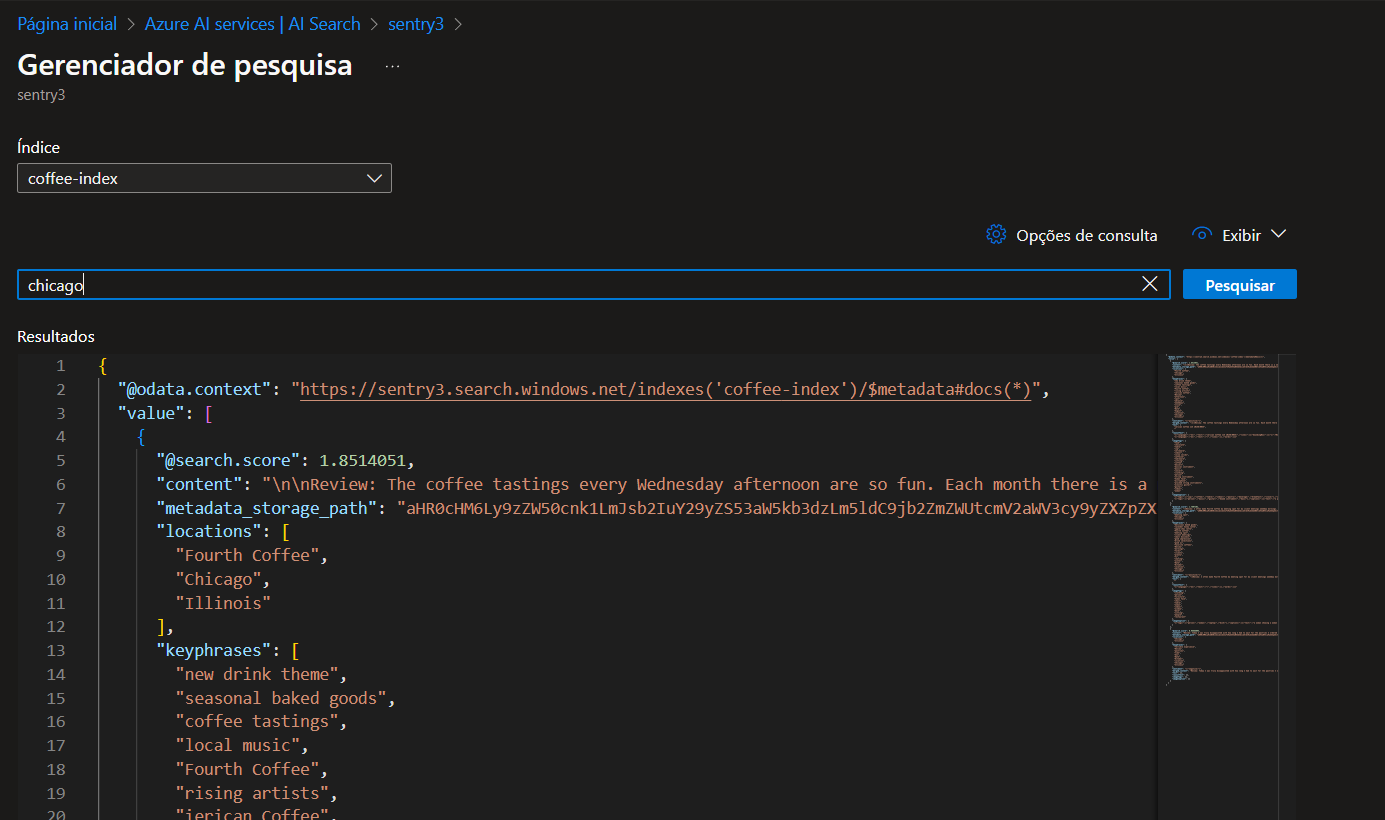 Página inicial > Azure AI services | AI Search > sentry3 >
Gerenciador de pesquisa ...
sentry3
Índice
coffee-index
Opções de consulta Exibir
chicago
Pesquisar
Resultados
1 {
2 "@odata.context": "https://sentry3.search.windows.net/indexes('coffee-index')/$metadata#docs(*)",
3 "value": [
4 {
5 "@search.score": 1.8514051,
6 "content": "\n\nReview: The coffee tastings every Wednesday afternoon are so fun. Each month there is a
7 "metadata_storage_path": "aHR0cHM6Ly9zZW50cnk1LmJsb2IuY29yZS53aW5kb3dzLm5ldC9jb2ZmZWUtcmV2aWV3cy9yZXZpZX
8 "locations": [
9 "Fourth Coffee",
10 "Chicago",
11 "Illinois"
12 ],
13 "keyphrases": [
14 "new drink theme",
15 "seasonal baked goods",
16 "coffee tastings",
17 "local music",
18 "Fourth Coffee",
19 "rising artists",
20 "ierican Coffee",